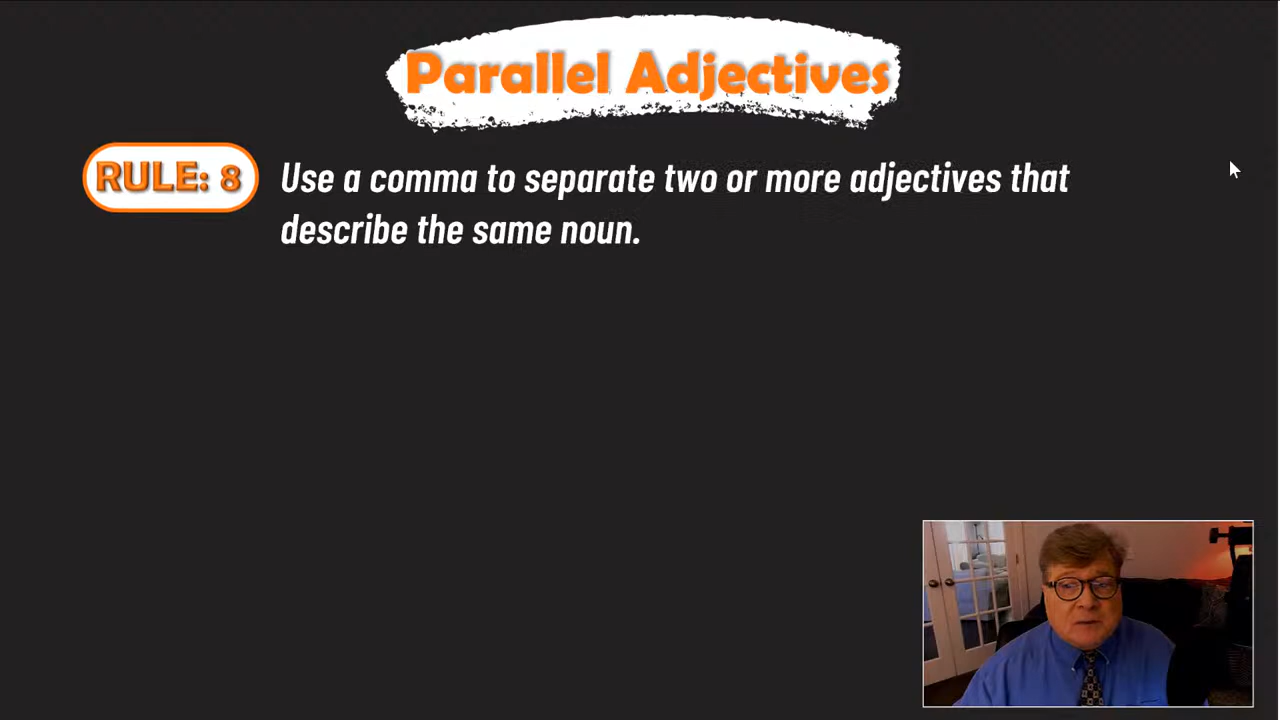 Parallel Adjectives
RULE: 8
Use a comma to separate two or more adjectives that
describe the same noun.